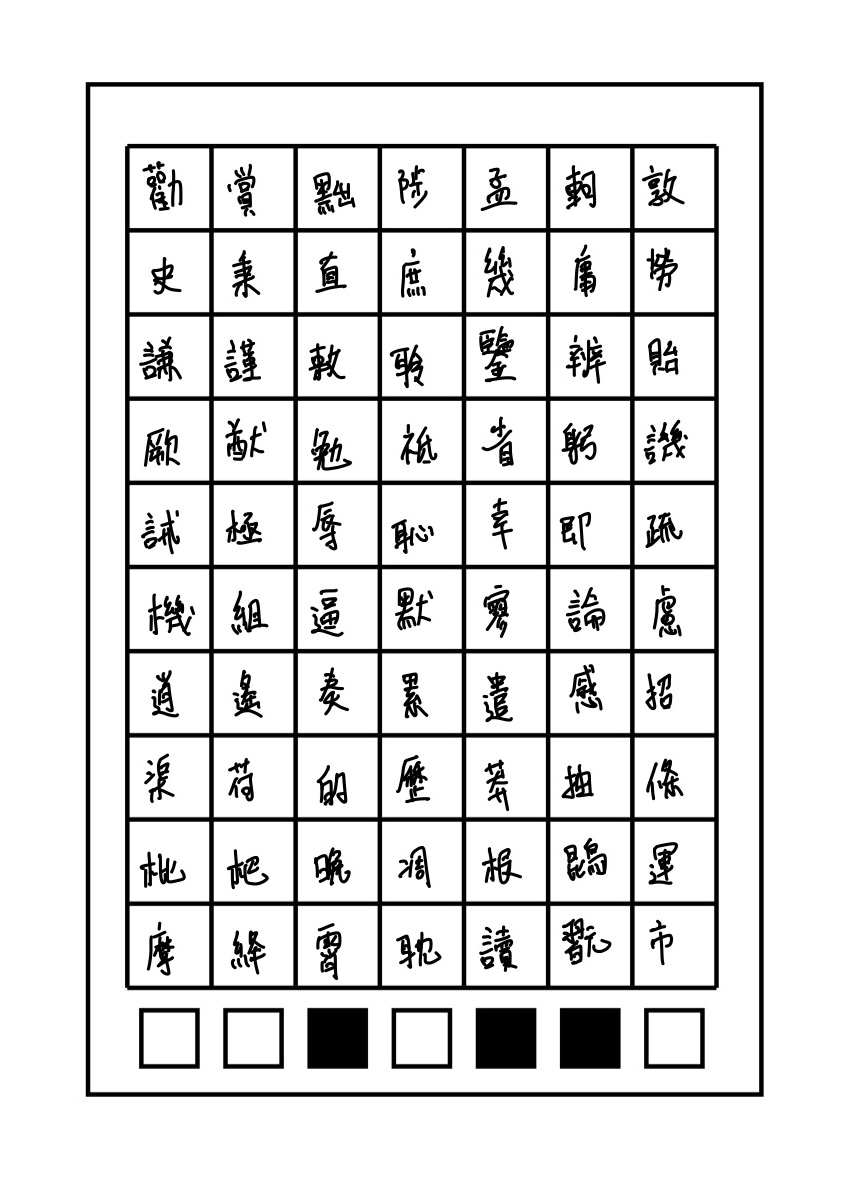 勸賞黜陟孟軻敦
史秉直庶幾庸勞
謙謹敕聆鑒辨貽
厥猷勉祗省躬譏
誡極辱恥幸即疏
機組逼默寥論慮
逍遙奏累遣感招
渠荷的歷莽抽條
枇杷晚凋根鵾運
摩絳霄耽讀翫市